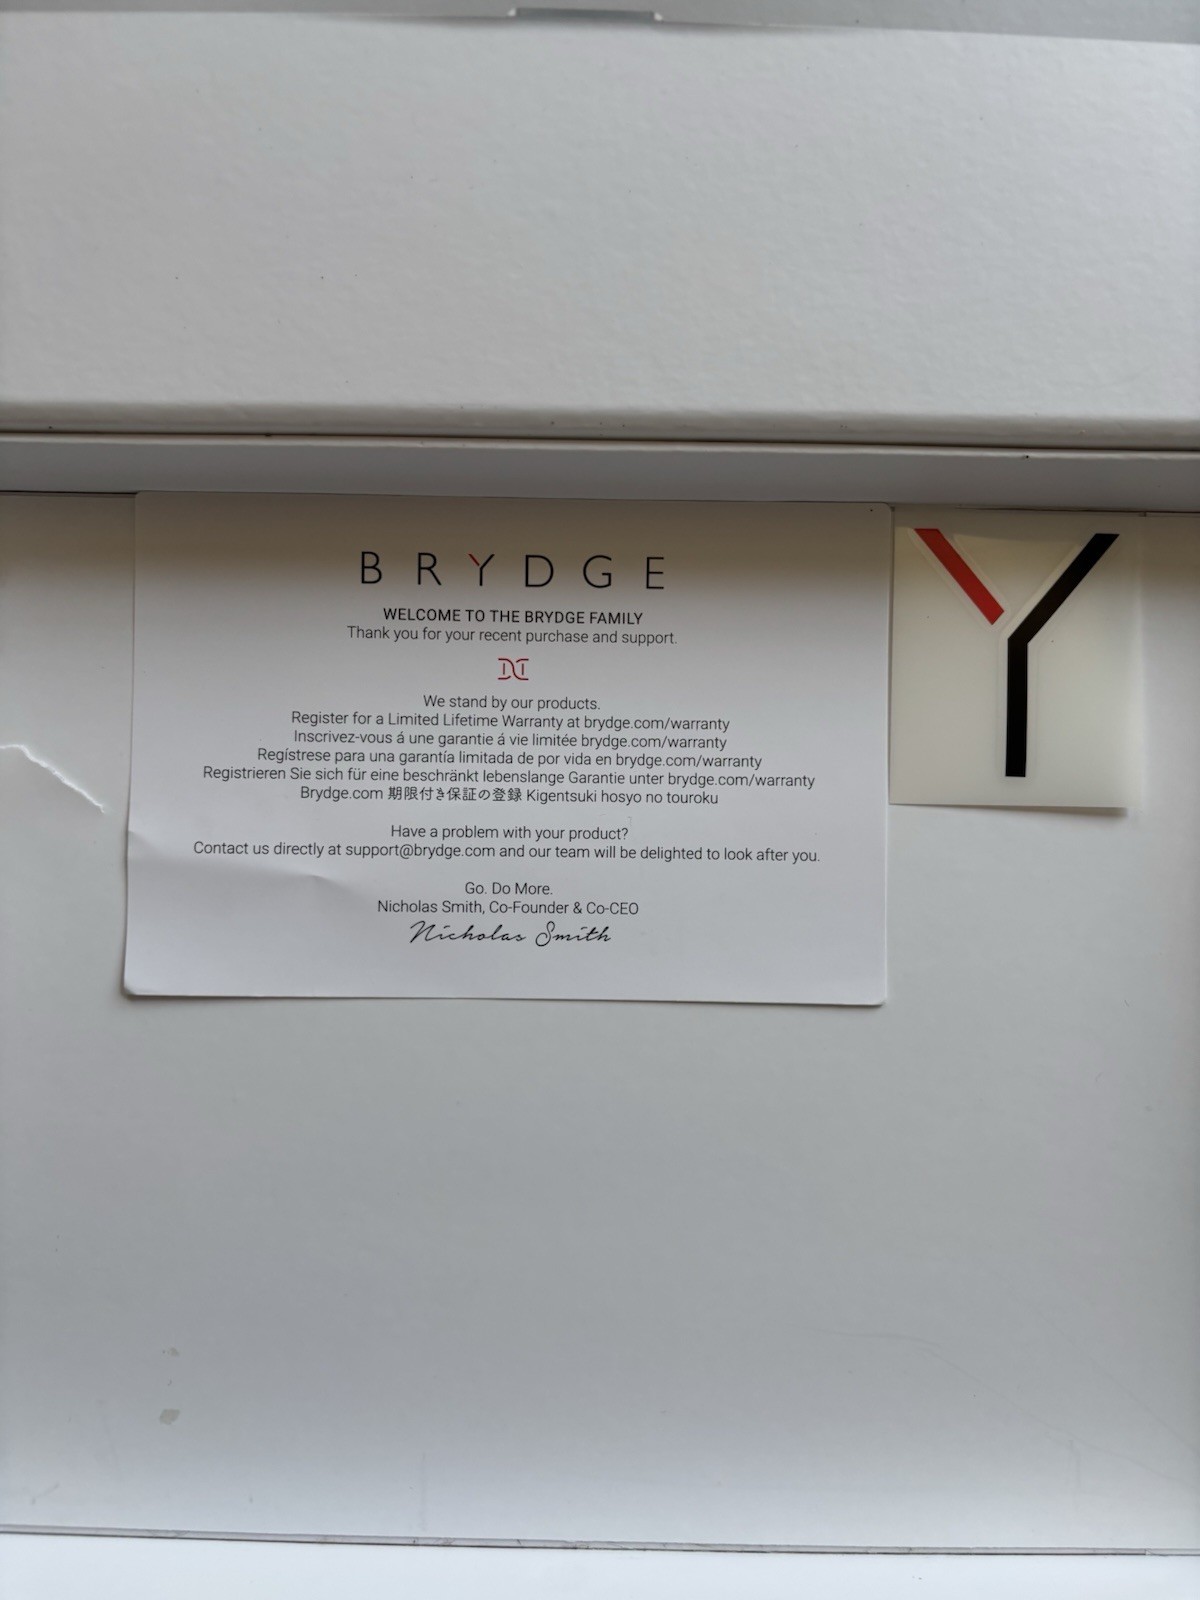 BRYDGE
WELCOME TO THE BRYDGE FAMILY
Thank you for your recent purchase and support.
We stand by our products.
Register for a Limited Lifetime Warranty at brydge.com/warranty
Inscrivez-vous á une garantie á vie limitée brydge.com/warranty
Regístrese para una garantía limitada de por vida en brydge.com/warranty
Registrieren Sie sich für eine beschränkt lebenslange Garantie unter brydge.com/warranty
Brydge.com 期限付き保証の登録 Kigentsuki hosyo no touroku
Have a problem with your product?
Contact us directly at support@brydge.com and our team will be delighted to look after you.
Go. Do More.
Nicholas Smith, Co-Founder & Co-CEO
Nicholas Smith
Y